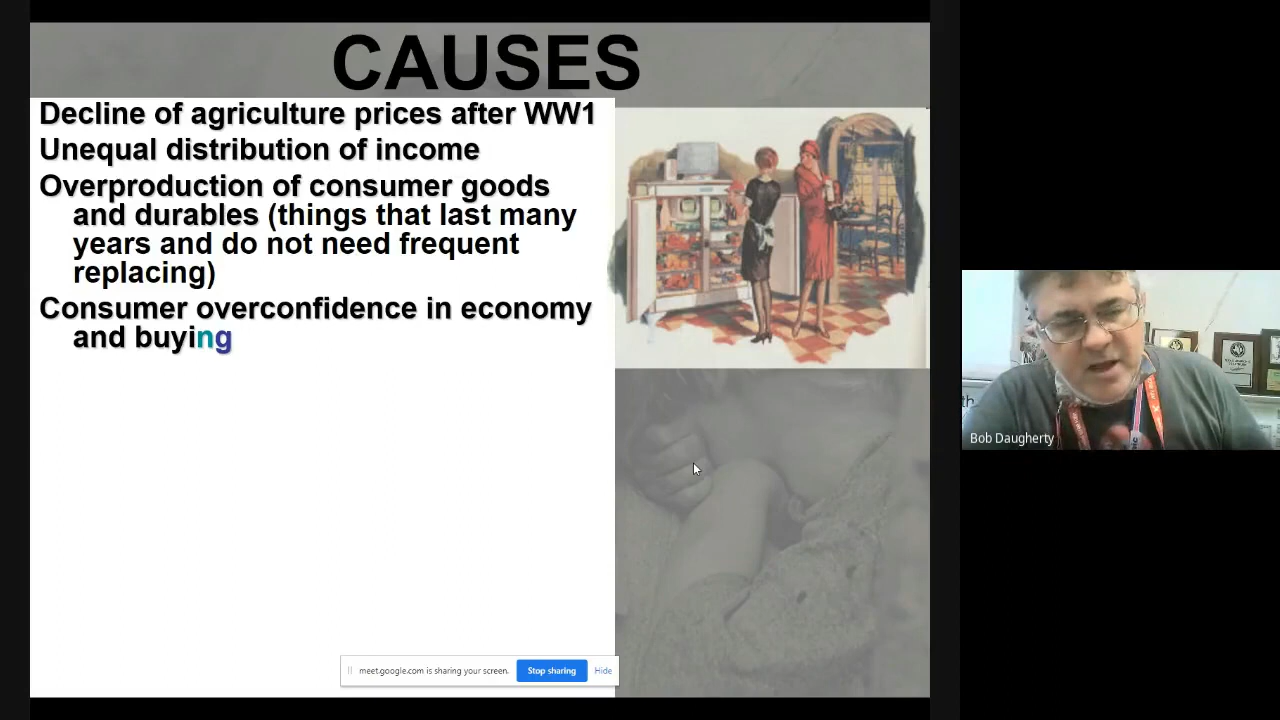 CAUSES
Decline of agriculture prices after WW1
Unequal distribution of income
Overproduction of consumer goods
and durables (things that last many
years and do not need frequent
replacing)
Consumer overconfidence in economy
and buying
th
Bob Daugherty
meet.google.com is sharing your screen.
Stop sharing
Hide